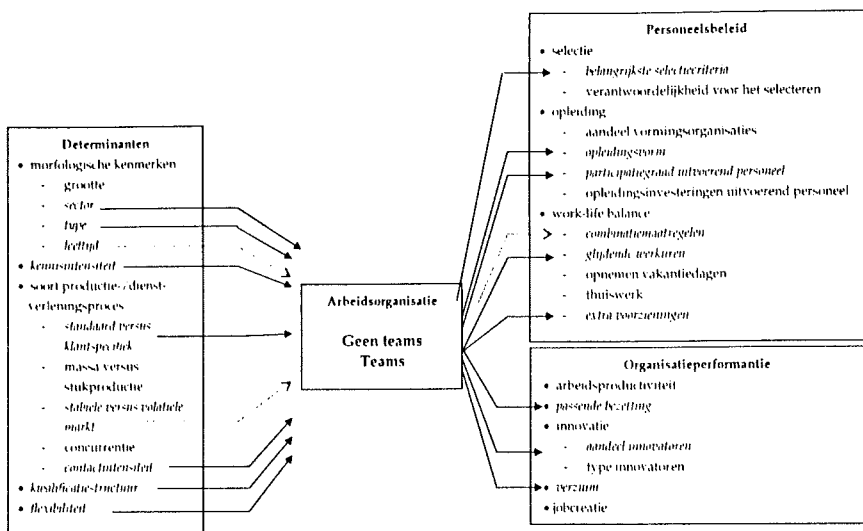 Determinanten
• morfologische kenmerken
- grootte
- sector
- type
- leeftijd
• kennisintensiteit
• soort productie-/dienst-
verleningsproces
- standaard versus
klantspecifiek
- massa versus
stukproductie
- stabiele versus volatiele
markt
- concurrentie
- contactintensiteit
• kwalificatiestructuur
• flexibiliteit
Arbeidsorganisatie
Geen teams
Teams
Personeelsbeleid
• selectie
- belangrijkste selectiecriteria
- verantwoordelijkheid voor het selecteren
• opleiding
- aandeel vormingsorganisaties
- opleidingsvorm
- participatiegraad uitvoerend personeel
- opleidingsinvesteringen uitvoerend personeel
• work-life balance
- combinatiemaatregelen
- glijdende werkuren
- opnemen vakantiedagen
- thuiswerk
- extra voorzieningen
Organisatieperformantie
• arbeidsproductiviteit
• passende bezetting
• innovatie
- aandeel innovatoren
- type innovatoren
• verzuim
• jobcreatie